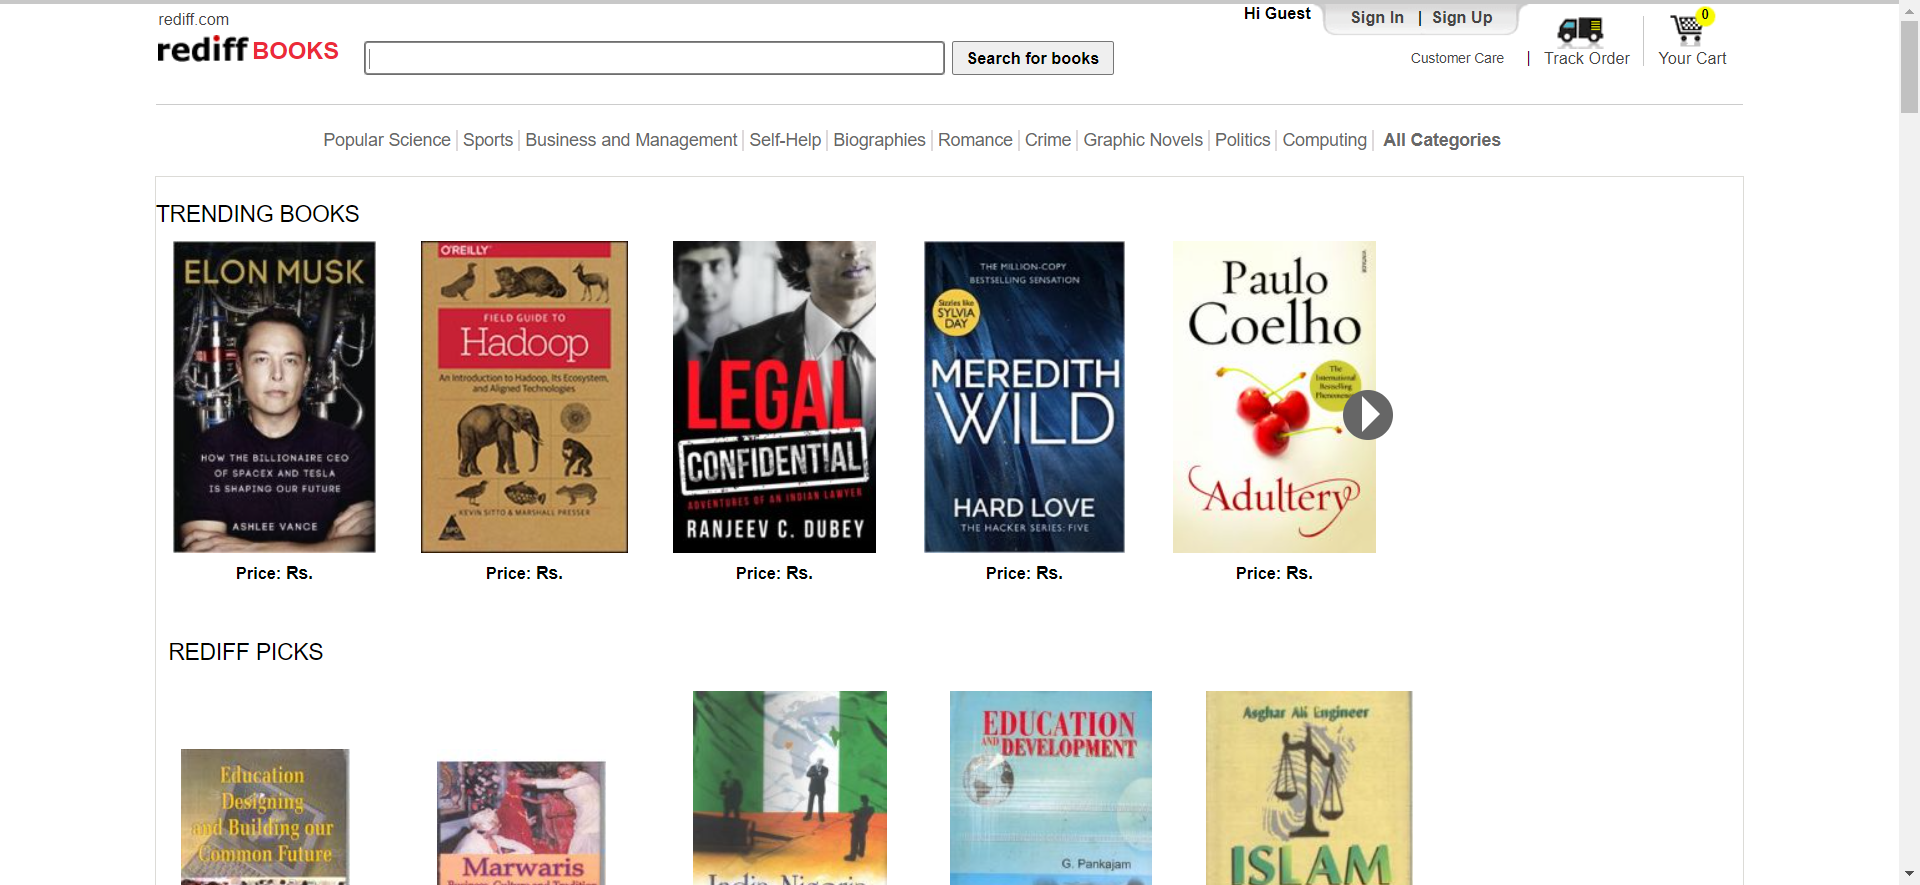 rediff.com
rediff BOOKS
Search for books
Hi Guest
Sign In | Sign Up
Customer Care | Track Order
0
Your Cart
Popular Science | Sports | Business and Management | Self-Help | Biographies | Romance | Crime | Graphic Novels | Politics | Computing | All Categories
TRENDING BOOKS
ELON MUSK
HOW THE BILLIONAIRE CEO
OF SPACEX AND TESLA
IS SHAPING OUR FUTURE
ASHLEE VANCE
Price: Rs.
O'REILLY
FIELD GUIDE TO
Hadoop
An Introduction to Hadoop, Its Ecosystem,
and Aligned Technologies
KEVIN SITTO & MARSHALL PRESSER
Price: Rs.
LEGAL
CONFIDENTIAL
ADVENTURES OF AN INDIAN LAWYER
RANJEEV C. DUBEY
Price: Rs.
THE MILLION-COPY
BESTSELLING SENSATION
Sizzles like
SYLVIA
DAY
MEREDITH
WILD
HARD LOVE
THE HACKER SERIES: FIVE
Price: Rs.
Paulo
Coelho
The
International
Bestselling
Phenomenon
Adultery
Price: Rs.
REDIFF PICKS
Education
Designing
and Building our
Common Future
Marwaris
Business, Culture and Tradition
India Nigeria
EDUCATION
AND DEVELOPMENT
G. Pankajam
Asghar Ali Engineer
ISLAM